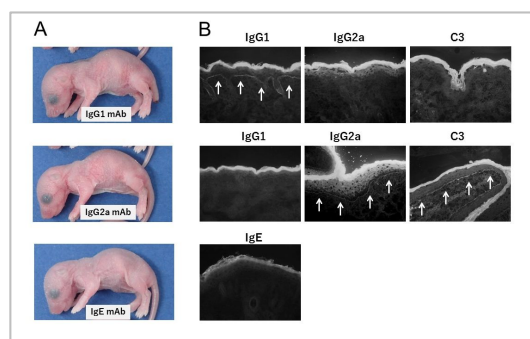 A
B
IgG1
IgG2a
C3
IgG1 mAb
IgG1
IgG2a
C3
IgG2a mAb
IgE
IgE mAb